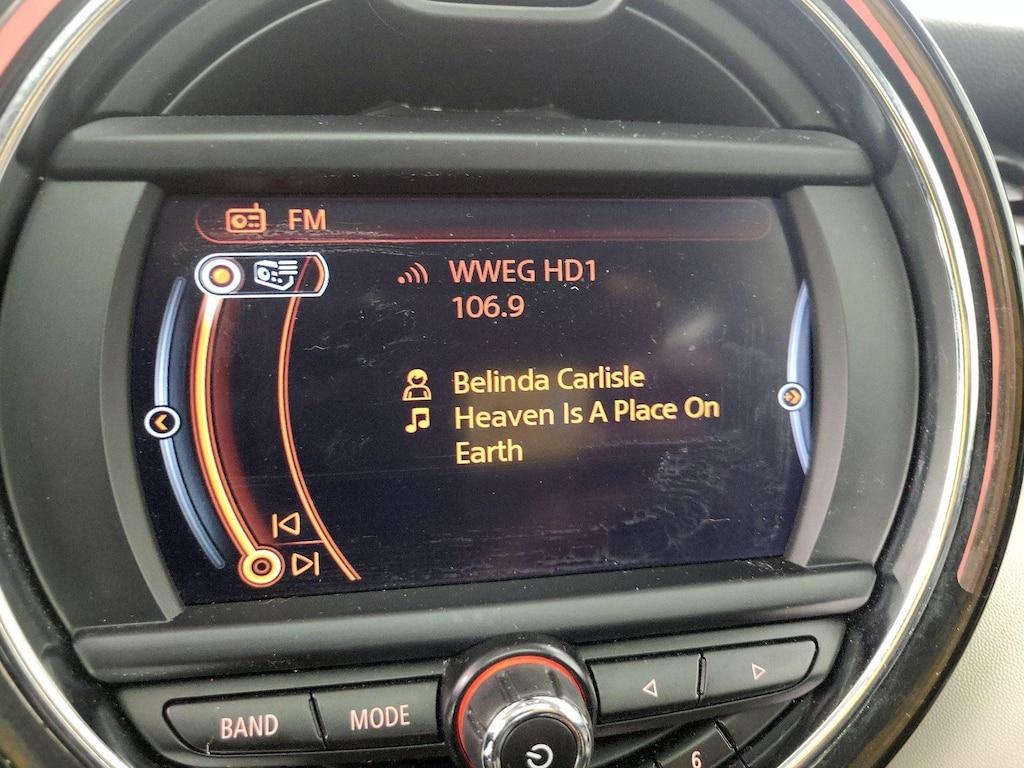 FM
WWEG HD1
106.9
Belinda Carlisle
Heaven Is A Place On
Earth
BAND
MODE
6